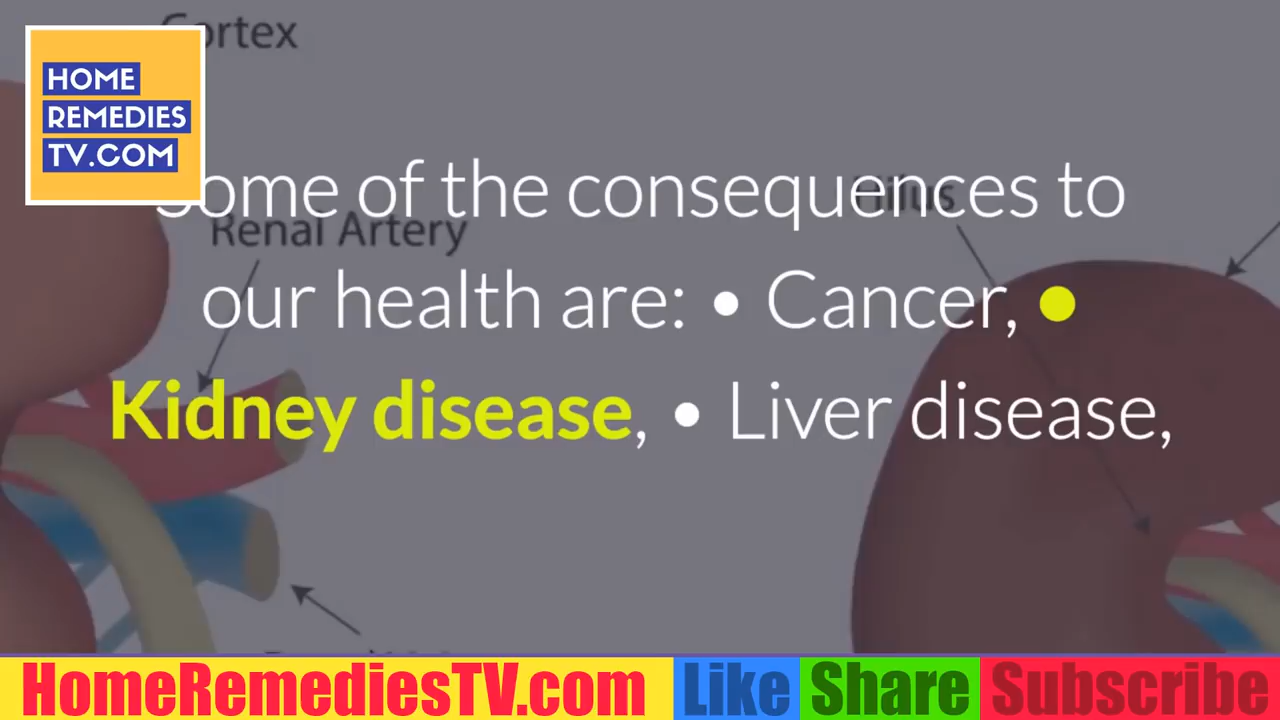 Cortex
HOME
REMEDIES
TV.COM
Some of the consequences to
Hilus
Renal Artery
our health are: • Cancer, •
Kidney disease, • Liver disease,
HomeRemediesTV.com Like Share Subscribe